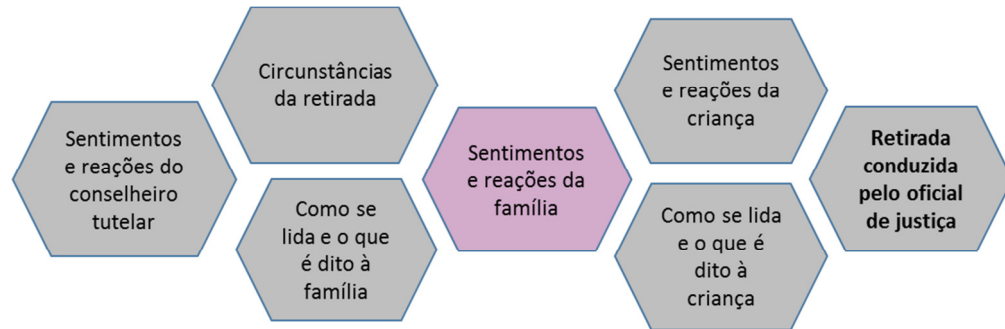 Sentimentos
e reações do
conselheiro
tutelar
Circunstâncias
da retirada
Como se
lida e o que
é dito à
família
Sentimentos
e reações da
família
Sentimentos
e reações da
criança
Como se lida
e o que é
dito à
criança
Retirada
conduzida
pelo oficial
de justiça